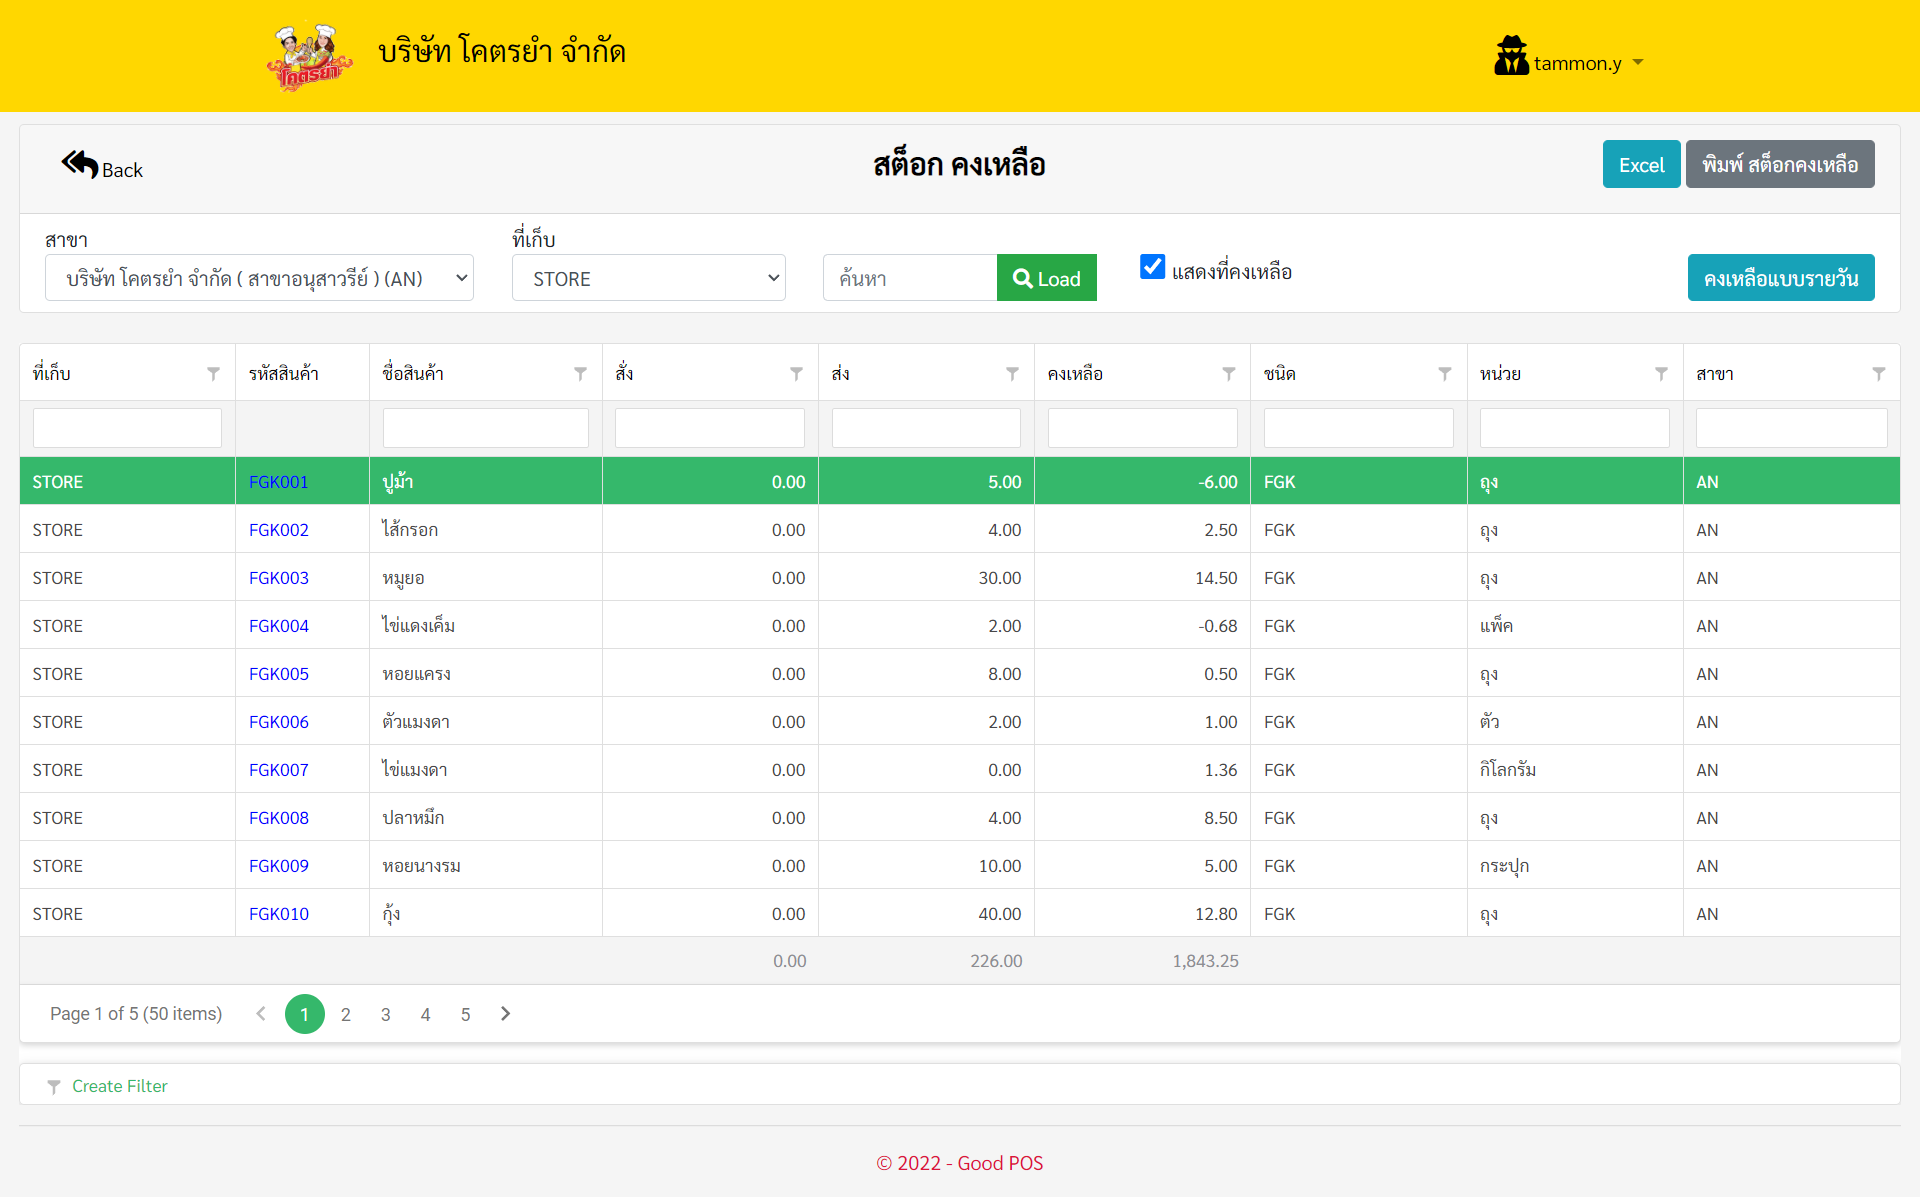 โคตรยำ
บริษัท โคตรยำ จำกัด
tammon.y
Back
สต็อก คงเหลือ
Excel
พิมพ์ สต็อกคงเหลือ
สาขา
ที่เก็บ
บริษัท โคตรยำ จำกัด ( สาขาอนุสาวรีย์ ) (AN)
STORE
ค้นหา
Load
แสดงที่คงเหลือ
คงเหลือแบบรายวัน
ที่เก็บ รหัสสินค้า ชื่อสินค้า สั่ง ส่ง คงเหลือ ชนิด หน่วย สาขา
STORE FGK001 ปูม้า 0.00 5.00 -6.00 FGK ถุง AN
STORE FGK002 ไส้กรอก 0.00 4.00 2.50 FGK ถุง AN
STORE FGK003 หมูยอ 0.00 30.00 14.50 FGK ถุง AN
STORE FGK004 ไข่แดงเค็ม 0.00 2.00 -0.68 FGK แพ็ค AN
STORE FGK005 หอยแครง 0.00 8.00 0.50 FGK ถุง AN
STORE FGK006 ตัวแมงดา 0.00 2.00 1.00 FGK ตัว AN
STORE FGK007 ไข่แมงดา 0.00 0.00 1.36 FGK กิโลกรัม AN
STORE FGK008 ปลาหมึก 0.00 4.00 8.50 FGK ถุง AN
STORE FGK009 หอยนางรม 0.00 10.00 5.00 FGK กระปุก AN
STORE FGK010 กุ้ง 0.00 40.00 12.80 FGK ถุง AN
0.00 226.00 1,843.25
Page 1 of 5 (50 items) 1 2 3 4 5
Create Filter
© 2022 - Good POS